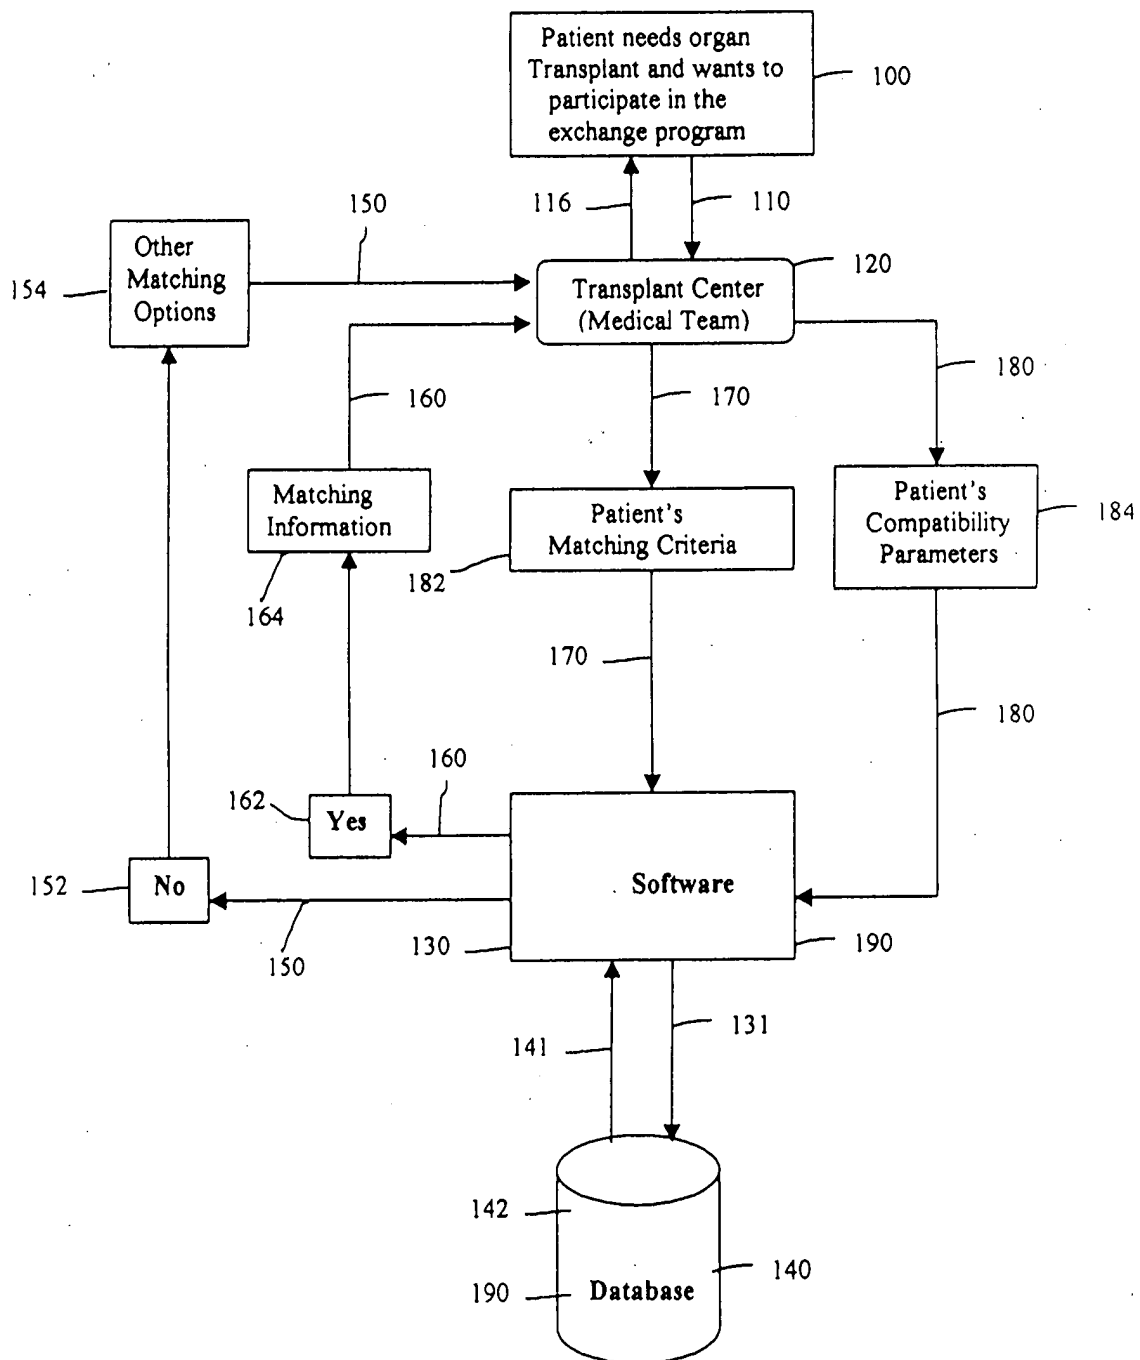 Patient needs organ
Transplant and wants to
participate in the
exchange program
100
116
110
150
Other
Matching
Options
154
120
Transplant Center
(Medical Team)
160
170
180
Matching
Information
164
Patient's
Matching Criteria
182
Patient's
Compatibility
Parameters
184
170
180
160
162
Yes
152
No
150
Software
130
190
141
131
142
140
190
Database